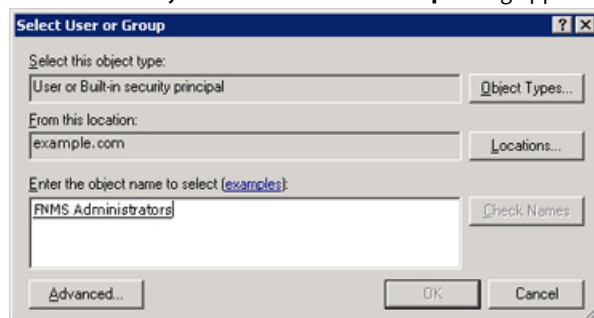 Select User or Group
Select this object type:
User or Built-in security principal
Object Types...
From this location:
example.com
Locations...
Enter the object name to select (examples):
FNMS Administrators
Check Names
Advanced...
OK
Cancel